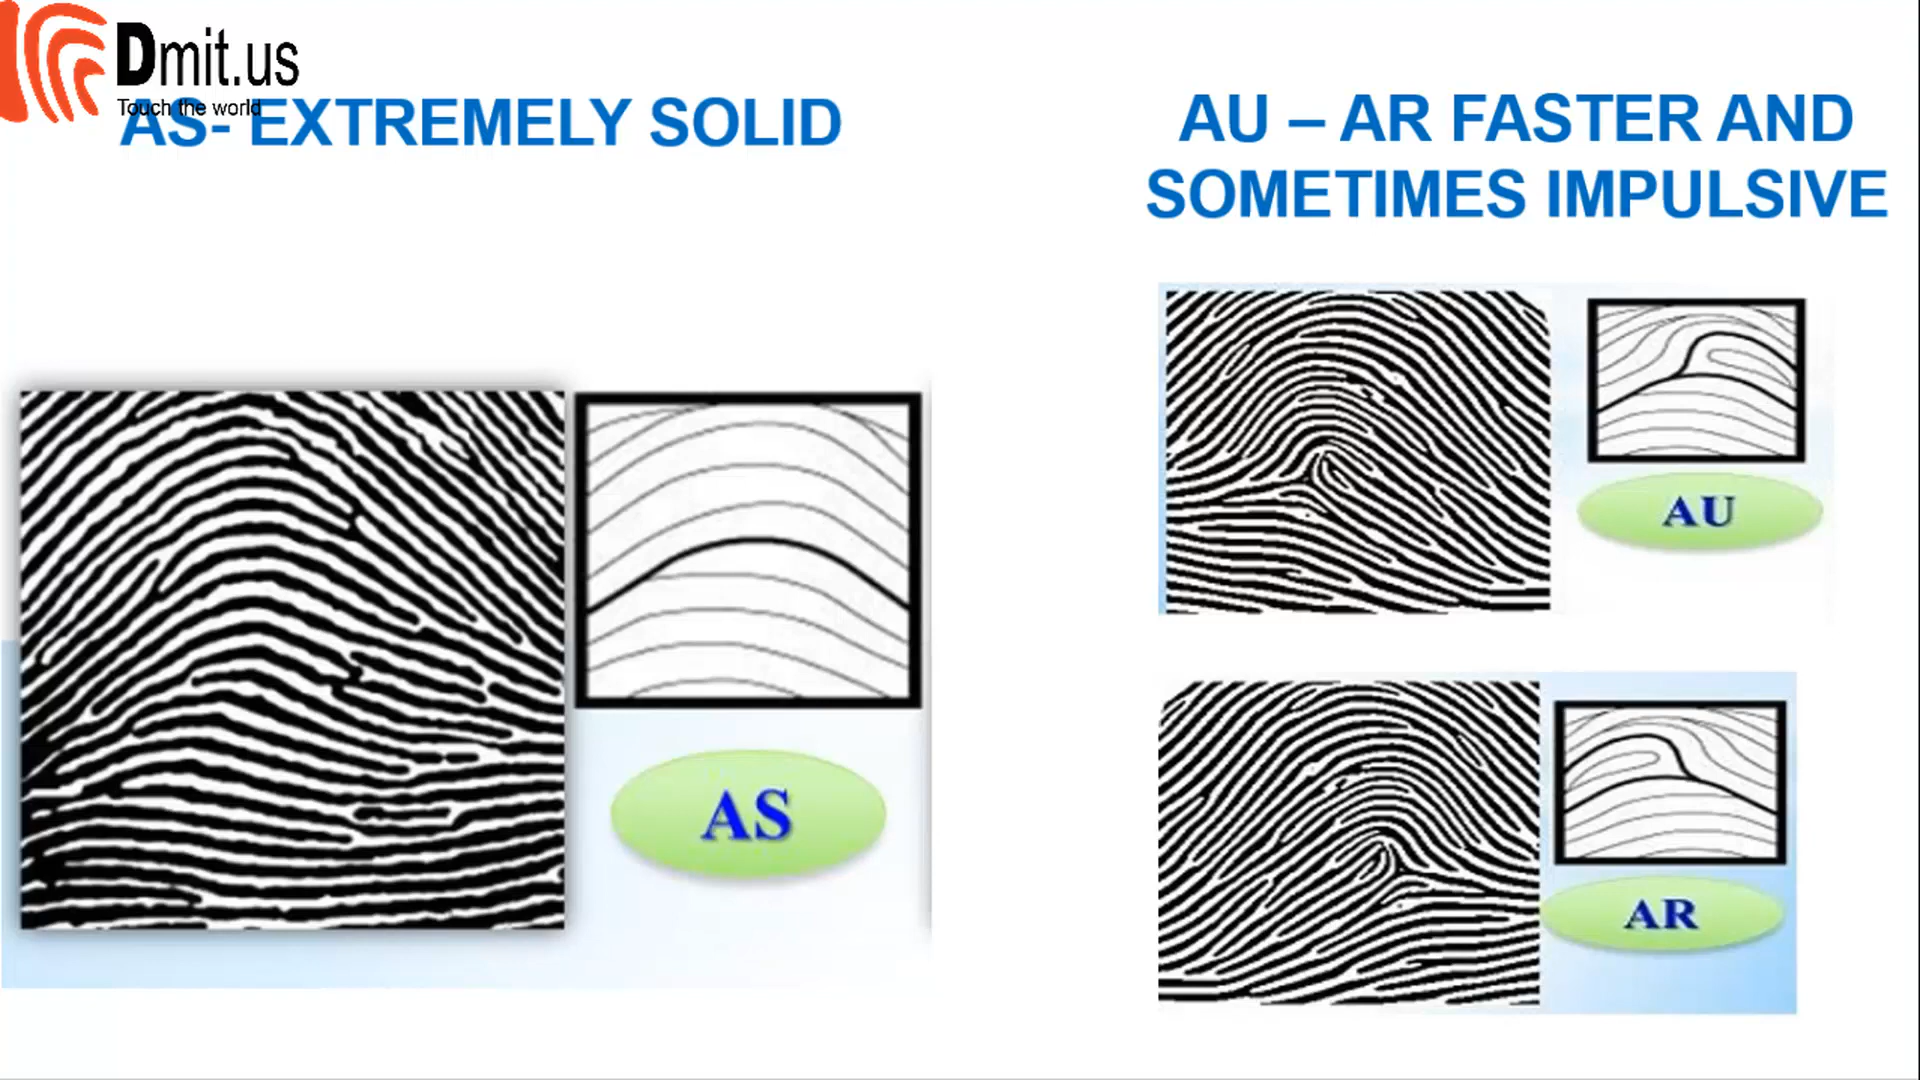 Dmit.us
Touch the world
AS- EXTREMELY SOLID
AU – AR FASTER AND
SOMETIMES IMPULSIVE
AU
AS
AR